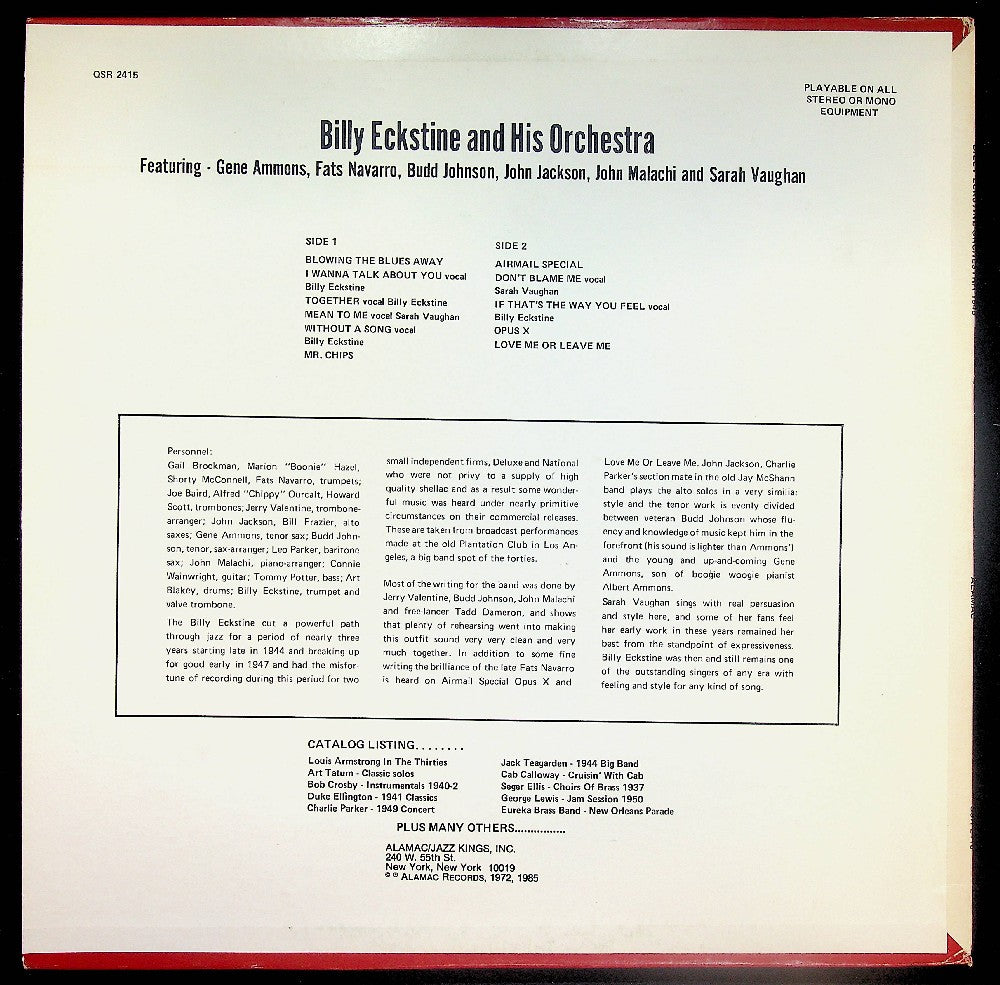 QSR 2415
PLAYABLE ON ALL
STEREO OR MONO
EQUIPMENT
Billy Eckstine and His Orchestra
Featuring - Gene Ammons, Fats Navarro, Budd Johnson, John Jackson, John Malachi and Sarah Vaughan
SIDE 1
BLOWING THE BLUES AWAY
I WANNA TALK ABOUT YOU vocal
Billy Eckstine
TOGETHER vocal Billy Eckstine
MEAN TO ME vocal Sarah Vaughan
WITHOUT A SONG vocal
Billy Eckstine
MR. CHIPS
SIDE 2
AIRMAIL SPECIAL
DON'T BLAME ME vocal
Sarah Vaughan
IF THAT'S THE WAY YOU FEEL vocal
Billy Eckstine
OPUS X
LOVE ME OR LEAVE ME
Personnel:
Gail Brockman, Marion "Boonie" Hazel,
Shorty McConnell, Fats Navarro, trumpets;
Joe Baird, Alfred "Chippy" Ourcalt, Howard
Scott, trombones; Jerry Valentine, trombone-
arranger; John Jackson, Bill Frazier, alto
saxes; Gene Ammons, tenor sax; Budd John-
son, tenor, sax-arranger; Leo Parker, baritone
sax; John Malachi, piano-arranger; Connie
Wainwright, guitar; Tommy Potter, bass; Art
Blakey, drums; Billy Eckstine, trumpet and
valve trombone.
The Billy Eckstine cut a powerful path
through jazz for a period of nearly three
years starting late in 1944 and breaking up
for good early in 1947 and had the misfor-
tune of recording during this period for two
small independent firms, Deluxe and National
who were not privy to a supply of high
quality shellac and as a result some wonder-
ful music was heard under nearly primitive
circumstances on their commercial releases.
These are taken from broadcast performances
made at the old Plantation Club in Los An-
geles, a big band spot of the forties.
Most of the writing for the band was done by
Jerry Valentine, Budd Johnson, John Malachi
and free-lancer Tadd Dameron, and shows
that plenty of rehearsing went into making
this outfit sound very very clean and very
much together. In addition to some fine
writing the brilliance of the late Fats Navarro
is heard on Airmail Special Opus X and
Love Me Or Leave Me. John Jackson, Charlie
Parker's section mate in the old Jay McShann
band plays the alto solos in a very similar
style and the tenor work is evenly divided
between veteran Budd Johnson whose flu-
ency and knowledge of music kept him in the
forefront (his sound is lighter than Ammons')
and the young and up-and-coming Gene
Ammons, son of boogie woogie pianist
Albert Ammons.
Sarah Vaughan sings with real persuasion
and style here, and some of her fans feel
her early work in these years remained her
best from the standpoint of expressiveness.
Billy Eckstine was then and still remains one
of the outstanding singers of any era with
feeling and style for any kind of song.
CATALOG LISTING........
Louis Armstrong In The Thirties
Art Tatum - Classic solos
Bob Crosby - Instrumentals 1940-2
Duke Ellington - 1941 Classics
Charlie Parker - 1949 Concert
Jack Teagarden - 1944 Big Band
Cab Calloway - Cruisin' With Cab
Seger Ellis - Choirs Of Brass 1937
George Lewis - Jam Session 1950
Eureka Brass Band - New Orleans Parade
PLUS MANY OTHERS................
ALAMAC/JAZZ KINGS, INC.
240 W. 55th St.
New York, New York 10019
© ℗ ALAMAC RECORDS, 1972, 1985